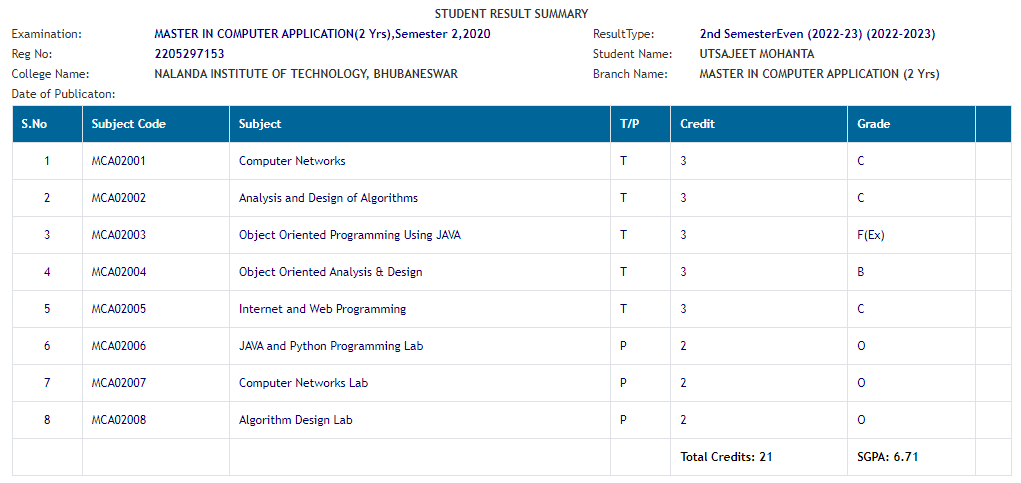 STUDENT RESULT SUMMARY
Examination: MASTER IN COMPUTER APPLICATION(2 Yrs),Semester 2,2020 ResultType: 2nd SemesterEven (2022-23) (2022-2023)
Reg No: 2205297153 Student Name: UTSAJEET MOHANTA
College Name: NALANDA INSTITUTE OF TECHNOLOGY, BHUBANESWAR Branch Name: MASTER IN COMPUTER APPLICATION (2 Yrs)
Date of Publicaton:
S.No Subject Code Subject T/P Credit Grade
1 MCA02001 Computer Networks T 3 C
2 MCA02002 Analysis and Design of Algorithms T 3 C
3 MCA02003 Object Oriented Programming Using JAVA T 3 F(Ex)
4 MCA02004 Object Oriented Analysis & Design T 3 B
5 MCA02005 Internet and Web Programming T 3 C
6 MCA02006 JAVA and Python Programming Lab P 2 O
7 MCA02007 Computer Networks Lab P 2 O
8 MCA02008 Algorithm Design Lab P 2 O
Total Credits: 21 SGPA: 6.71